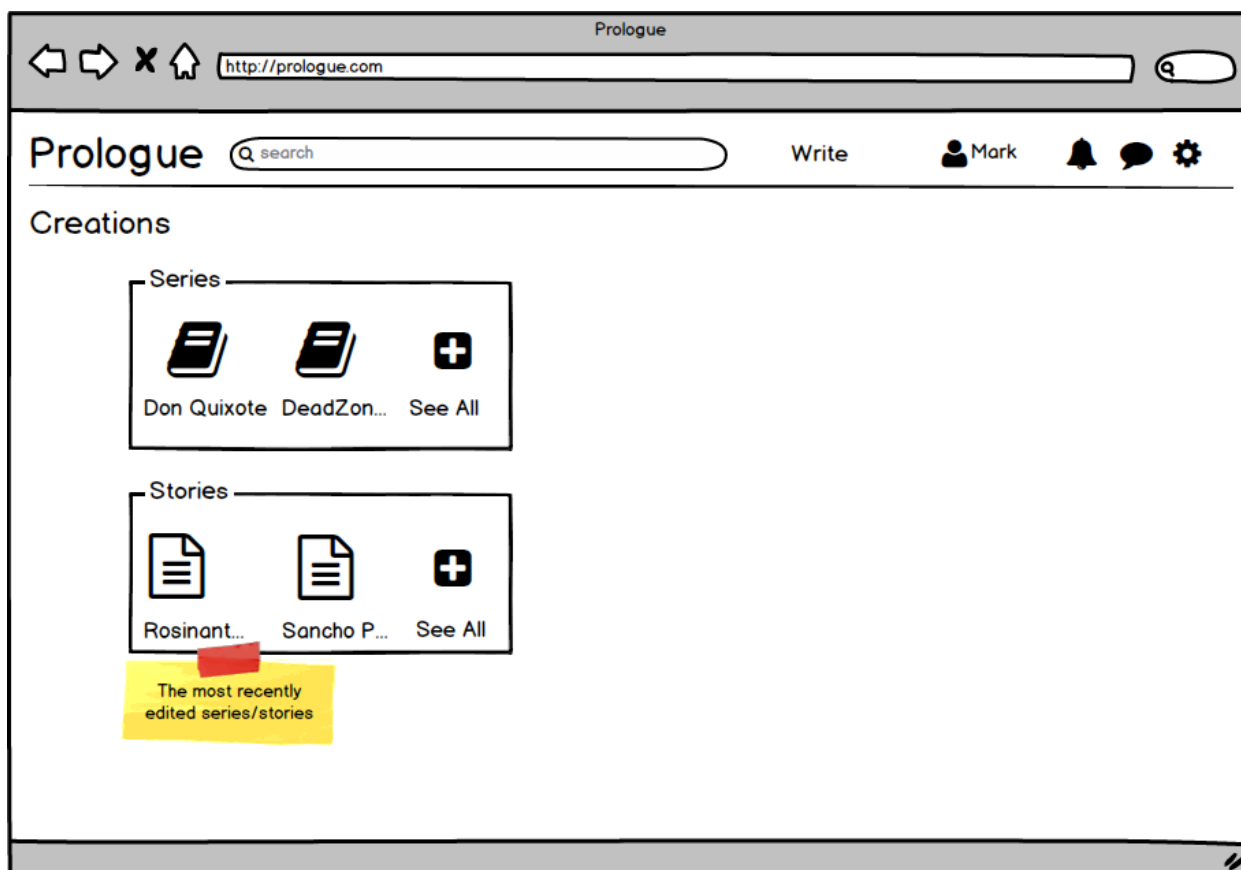 Prologue
http://prologue.com
Prologue search Write Mark
Creations
Series
Don Quixote DeadZon... See All
Stories
Rosinant... Sancho P... See All
The most recently
edited series/stories